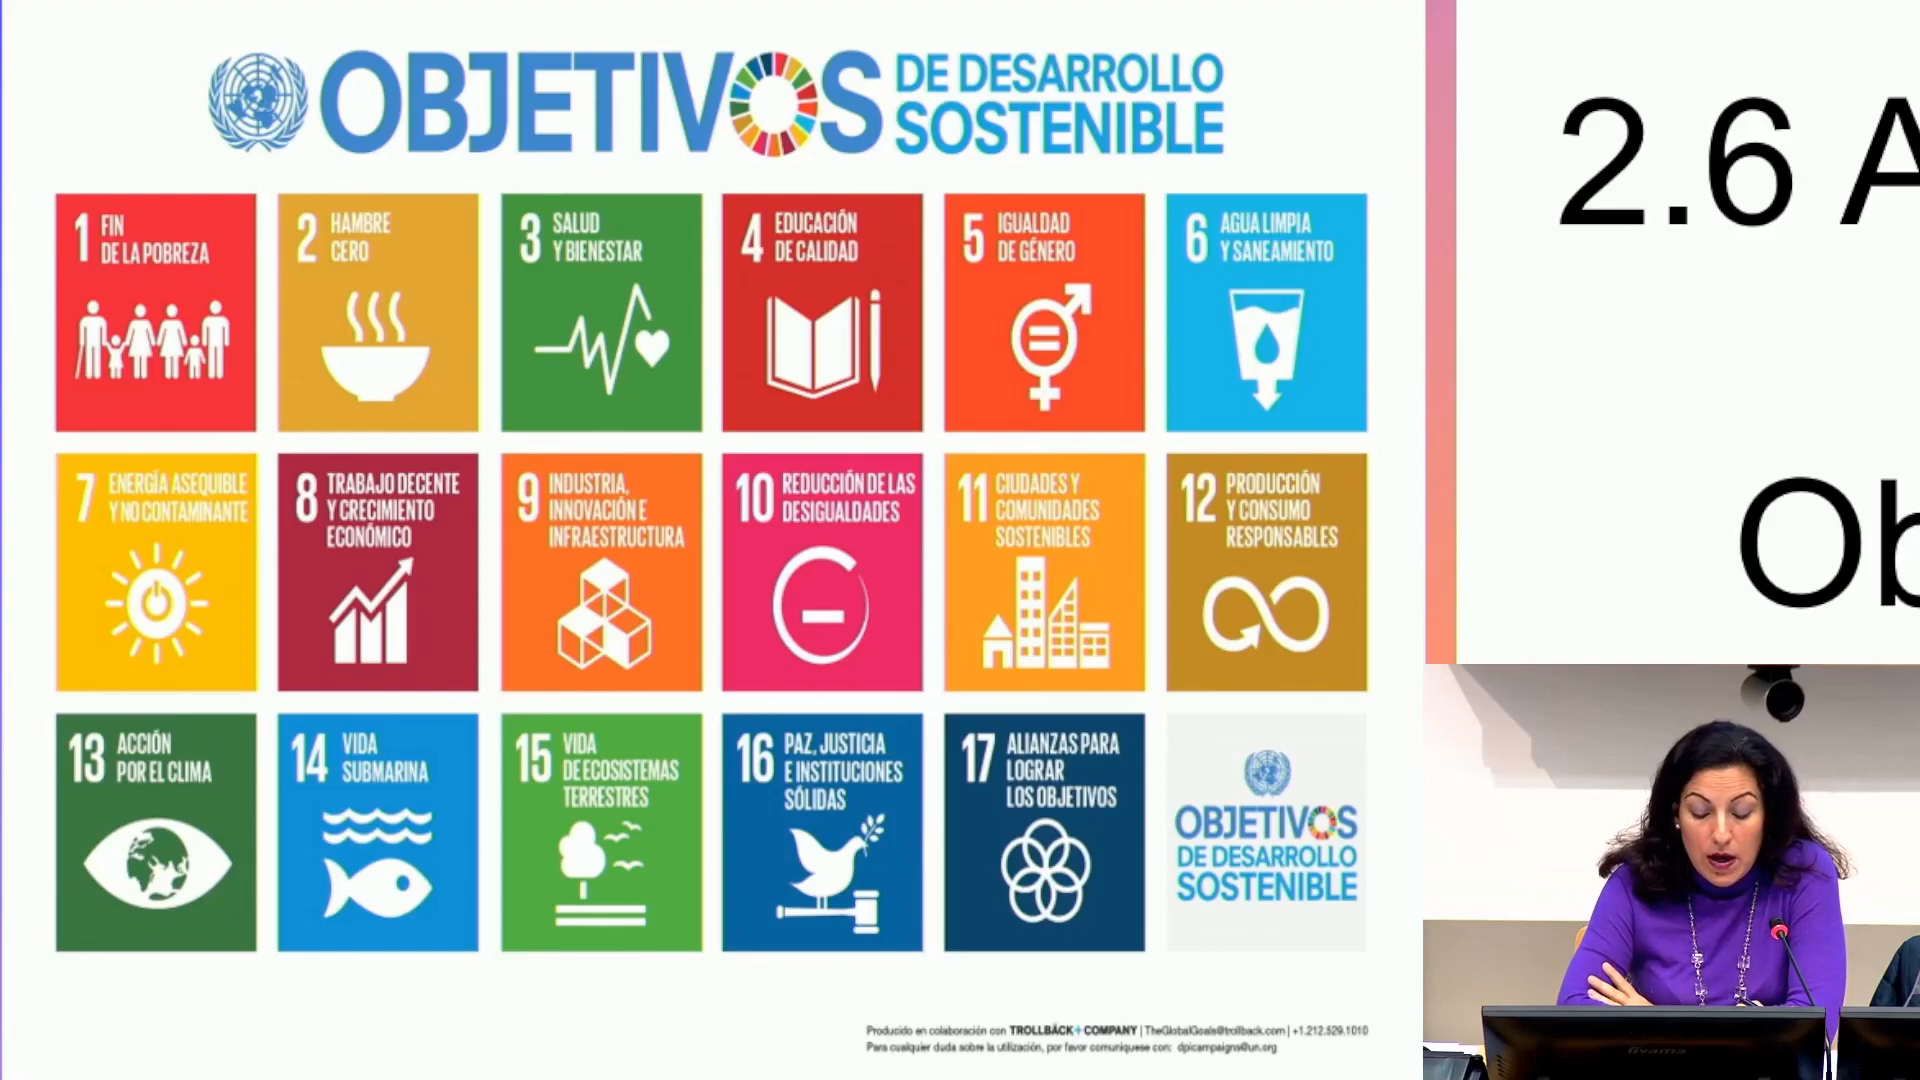 OBJETIVOS DE DESARROLLO
SOSTENIBLE
1 FIN
DE LA POBREZA
2 HAMBRE
CERO
3 SALUD
Y BIENESTAR
4 EDUCACIÓN
DE CALIDAD
5 IGUALDAD
DE GÉNERO
6 AGUA LIMPIA
Y SANEAMIENTO
7 ENERGÍA ASEQUIBLE
Y NO CONTAMINANTE
8 TRABAJO DECENTE
Y CRECIMIENTO
ECONÓMICO
9 INDUSTRIA,
INNOVACIÓN E
INFRAESTRUCTURA
10 REDUCCIÓN DE LAS
DESIGUALDADES
11 CIUDADES Y
COMUNIDADES
SOSTENIBLES
12 PRODUCCIÓN
Y CONSUMO
RESPONSABLES
13 ACCIÓN
POR EL CLIMA
14 VIDA
SUBMARINA
15 VIDA
DE ECOSISTEMAS
TERRESTRES
16 PAZ, JUSTICIA
E INSTITUCIONES
SÓLIDAS
17 ALIANZAS PARA
LOGRAR
LOS OBJETIVOS
OBJETIVOS
DE DESARROLLO
SOSTENIBLE
Producido en colaboración con TROLLBÄCK+COMPANY | TheGlobalGoals@trollback.com | +1.212.529.1010
Para cualquier duda sobre la utilización, por favor comuníquese con: dpicampaigns@un.org
2.6 A
Ob
iiyama